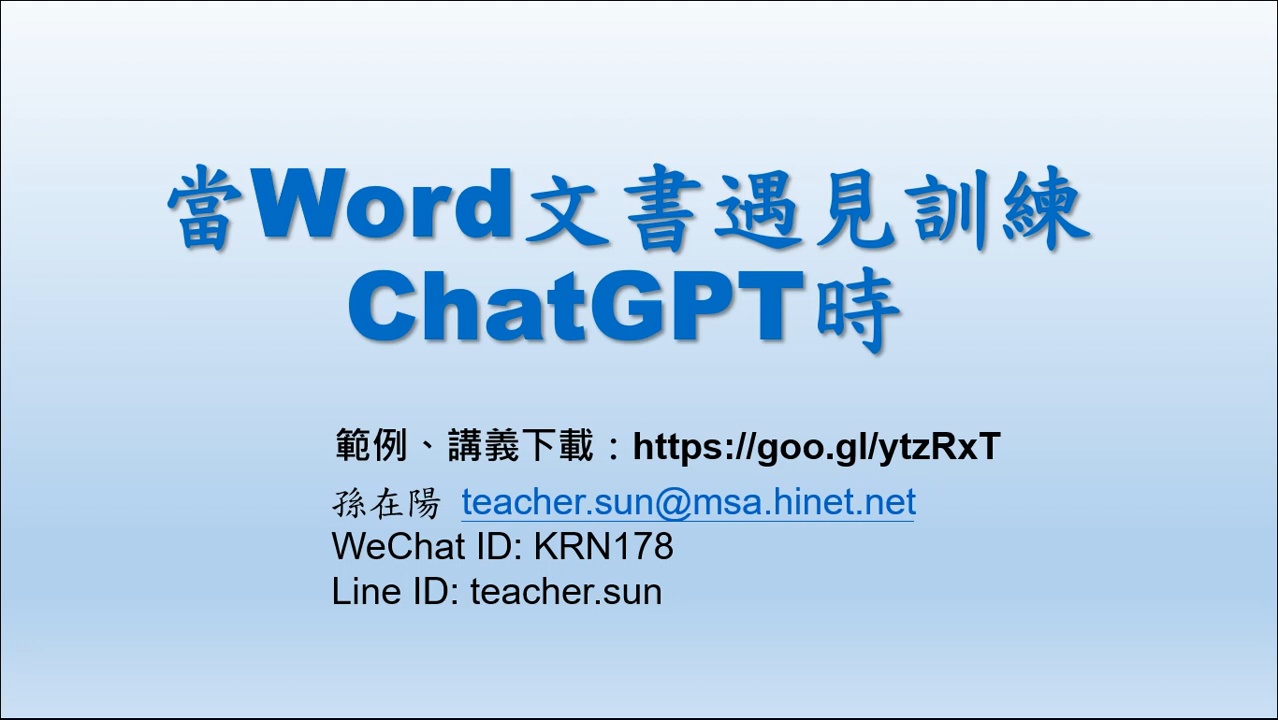 當Word文書遇見訓練
ChatGPT時
範例、講義下載：https://goo.gl/ytzRxT
孫在陽 teacher.sun@msa.hinet.net
WeChat ID: KRN178
Line ID: teacher.sun